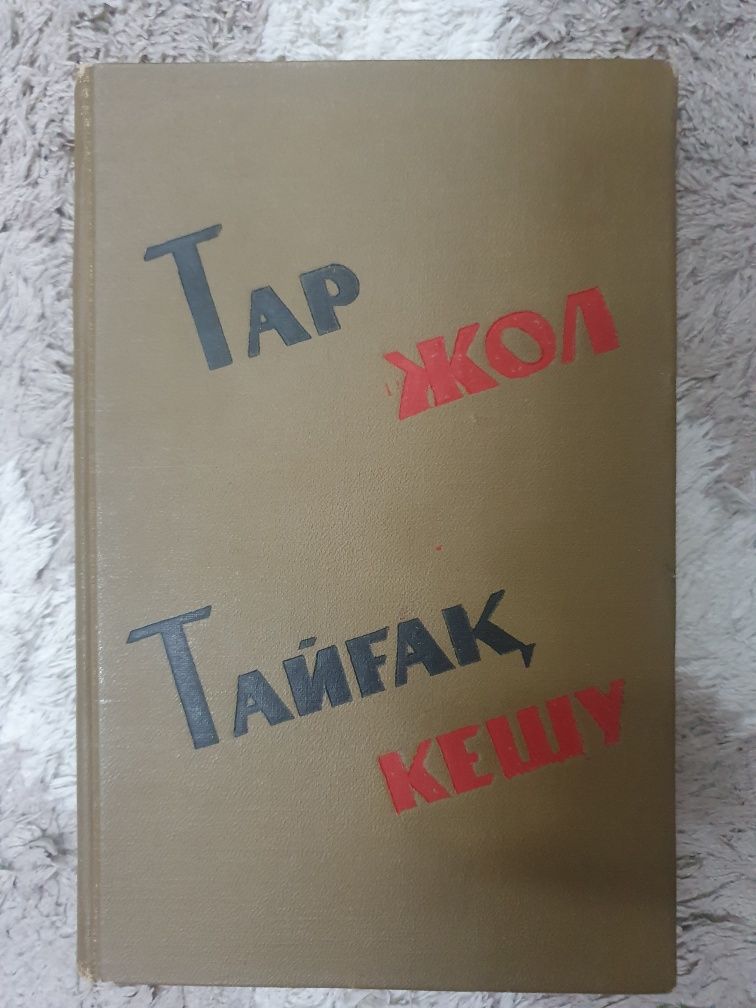 Тар
жол
Тайғақ
кешу